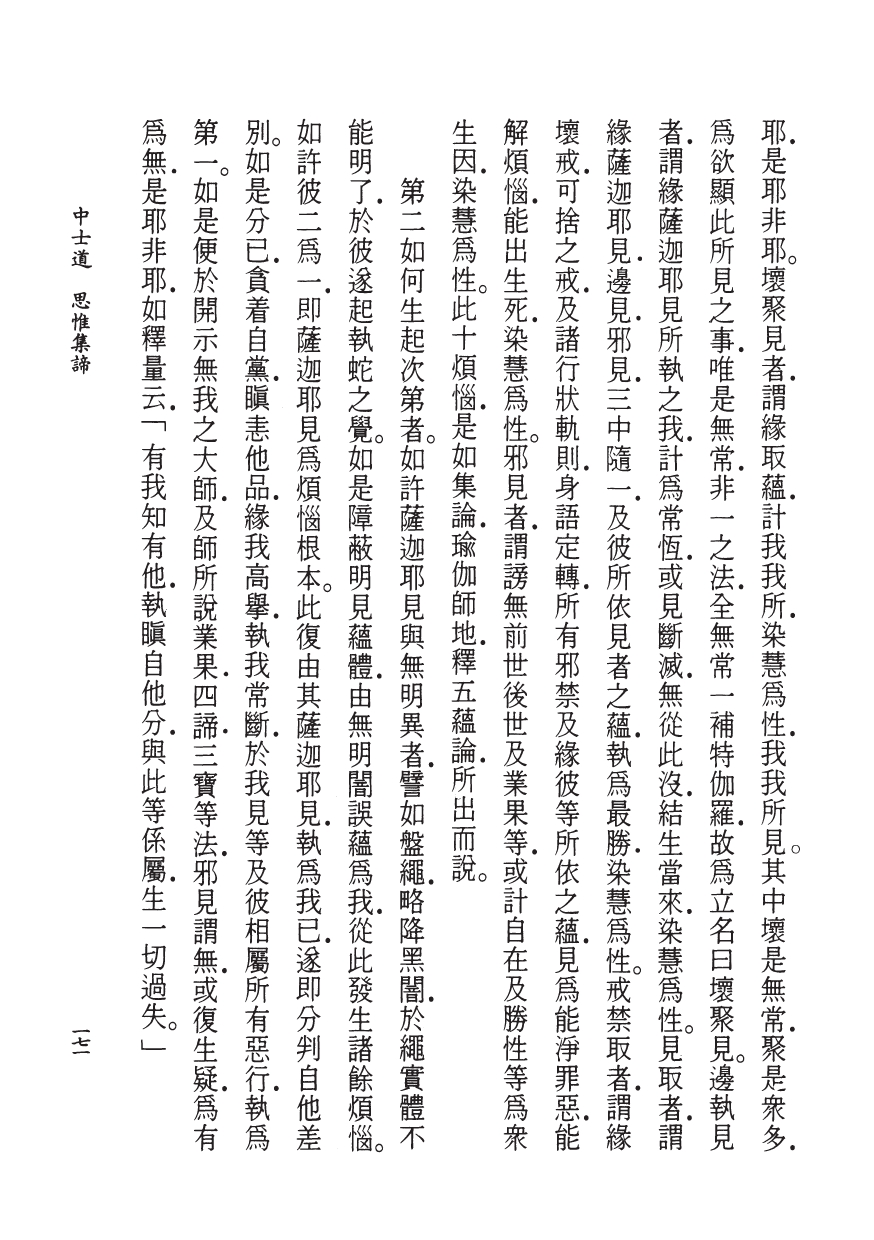 耶．是耶非耶。壞聚見者．謂緣取蘊．計我我所．染慧爲性．我我所見。其中壞是無常．聚是衆多．
爲欲顯此所見之事．唯是無常．非一之法．全無常一補特伽羅．故爲立名曰壞聚見。邊執見
者．謂緣薩迦耶見所執之我．計爲常恆．或見斷滅．無從此沒．結生當來．染慧爲性。見取者．謂
緣薩迦耶見．邊見．邪見．三中隨一．及彼所依見者之蘊．執爲最勝．染慧爲性。戒禁取者．謂緣
壞戒．可捨之戒．及諸行狀軌則．身語定轉．所有邪禁及緣彼等所依之蘊．見爲能淨罪惡．能
解煩惱．能出生死．染慧爲性。邪見者．謂謗無前世後世及業果等．或計自在及勝性等爲衆
生因．染慧爲性。此十煩惱．是如集論．瑜伽師地．釋五蘊論．所出而說。
第二如何生起次第者。如許薩迦耶見與無明異者．譬如盤繩．略降黑闇．於繩實體不
能明了．於彼遂起執蛇之覺。如是障蔽明見蘊體．由無明闇誤蘊爲我．從此發生諸餘煩惱。
如許彼二爲一．即薩迦耶見爲煩惱根本。此復由其薩迦耶見．執爲我已．遂即分判自他差
別。如是分已．貪着自黨．瞋恚他品．緣我高擧．執我常斷．於我見等及彼相屬所有惡行．執爲
第一。如是便於開示無我之大師．及師所說業果．四諦．三寶等法．邪見謂無．或復生疑．爲有
爲無．是耶非耶．如釋量云．「有我知有他．執瞋自他分．與此等係屬．生一切過失。」
中士道　思惟集諦
一七一